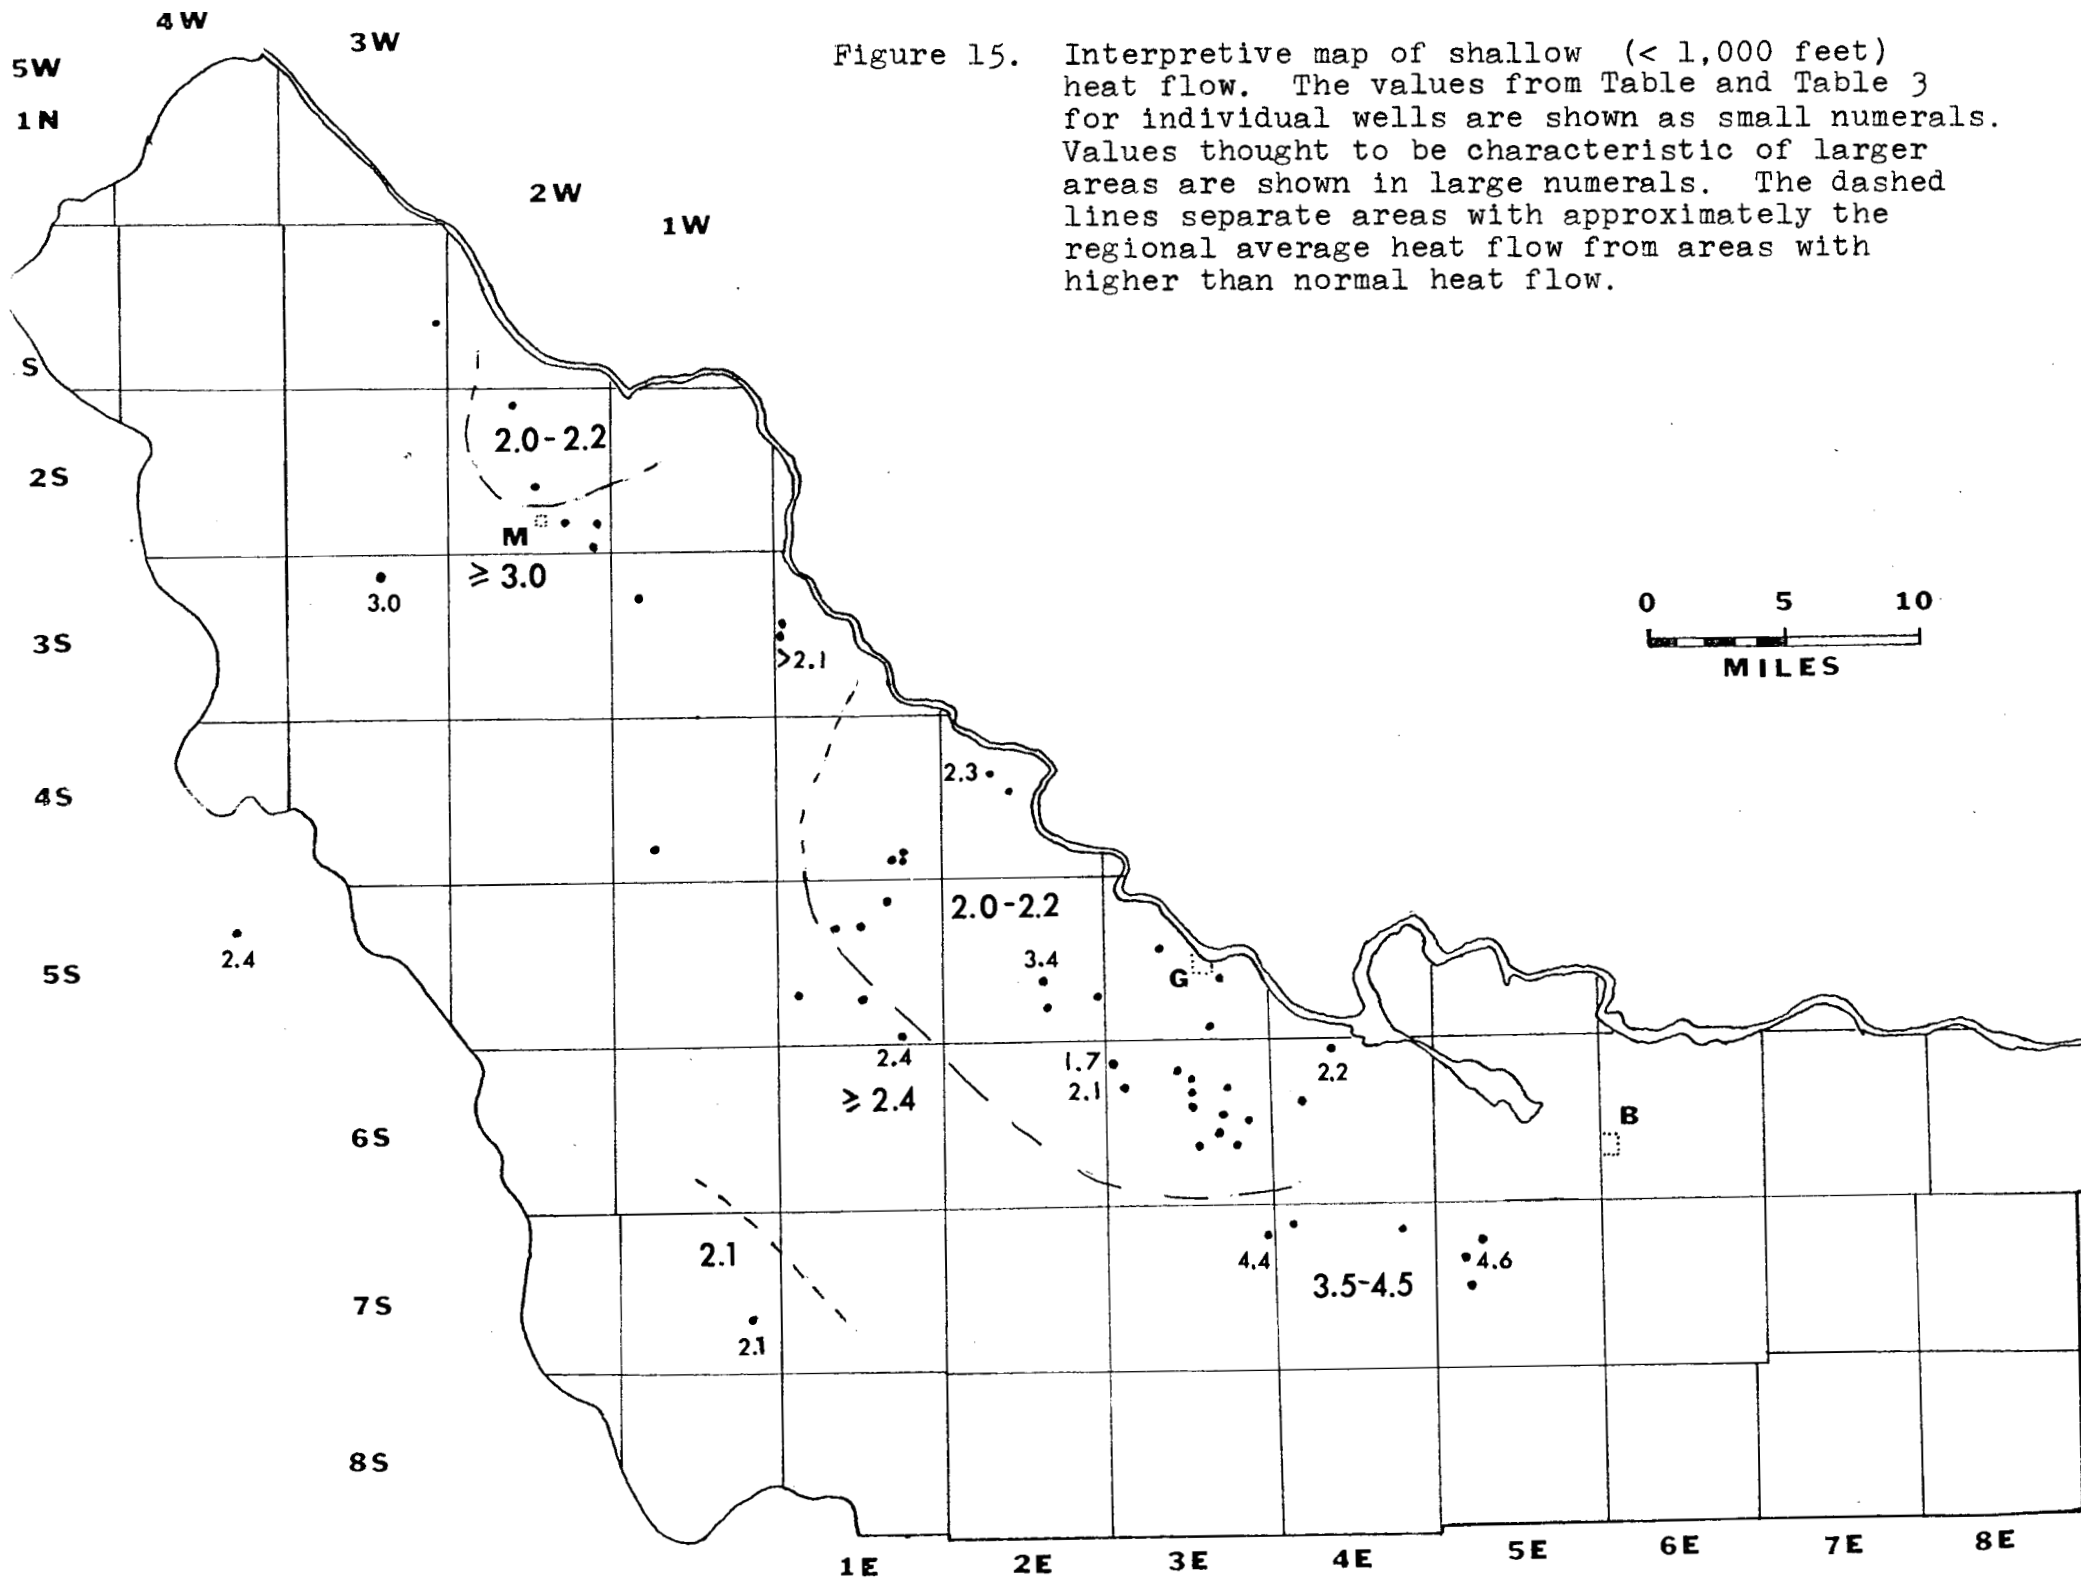 4W
3W
5W
1N
2W
1W
Figure 15. Interpretive map of shallow (< 1,000 feet)
heat flow. The values from Table and Table 3
for individual wells are shown as small numerals.
Values thought to be characteristic of larger
areas are shown in large numerals. The dashed
lines separate areas with approximately the
regional average heat flow from areas with
higher than normal heat flow.
S
2.0-2.2
2S
M
≥ 3.0
3.0
0 5 10
MILES
3S
>2.1
2.3
4S
2.0-2.2
2.4
3.4
5S
G
2.4
1.7
2.1
2.2
≥ 2.4
B
6S
2.1
4.4
4.6
3.5-4.5
7S
2.1
8S
1E 2E 3E 4E 5E 6E 7E 8E